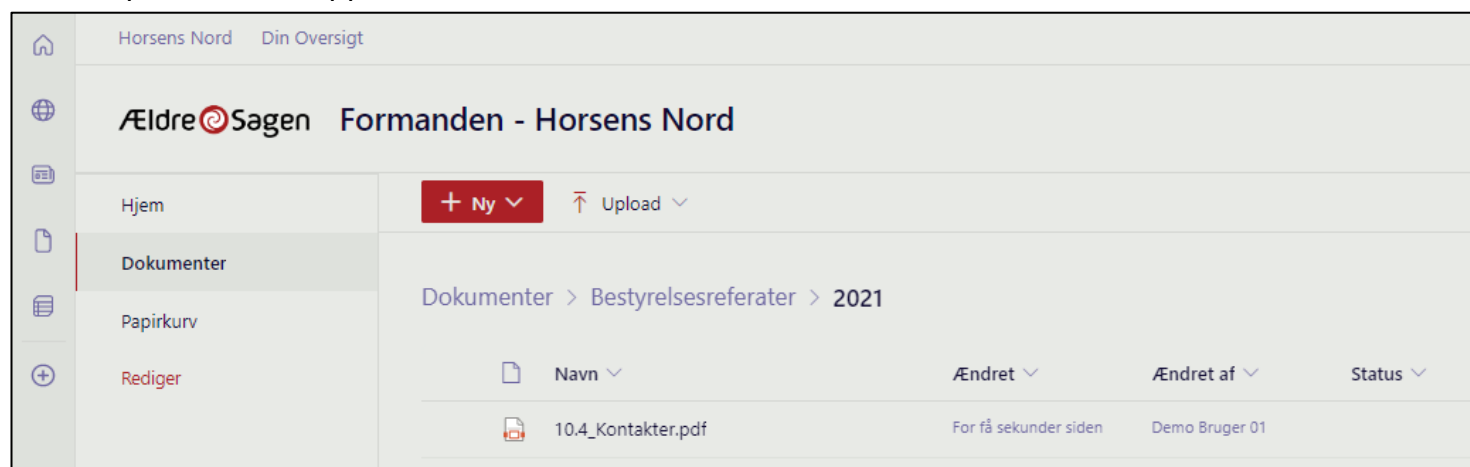 Horsens Nord Din Oversigt
ÆldreSagen Formanden - Horsens Nord
Hjem
Dokumenter
Papirkurv
Rediger
+ Ny Upload
Dokumenter > Bestyrelsesreferater > 2021
Navn Ændret Ændret af Status
10.4_Kontakter.pdf For få sekunder siden Demo Bruger 01